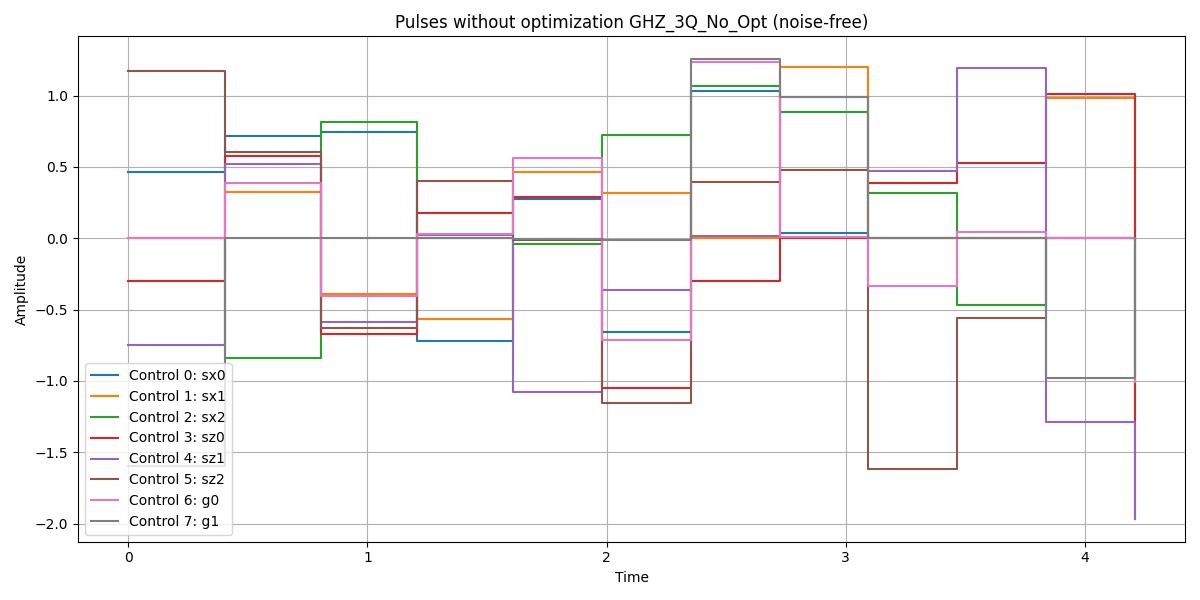 Pulses without optimization GHZ_3Q_No_Opt (noise-free)
Amplitude
1.0
0.5
0.0
−0.5
−1.0
−1.5
−2.0
Control 0: sx0
Control 1: sx1
Control 2: sx2
Control 3: sz0
Control 4: sz1
Control 5: sz2
Control 6: g0
Control 7: g1
0
1
2
3
4
Time